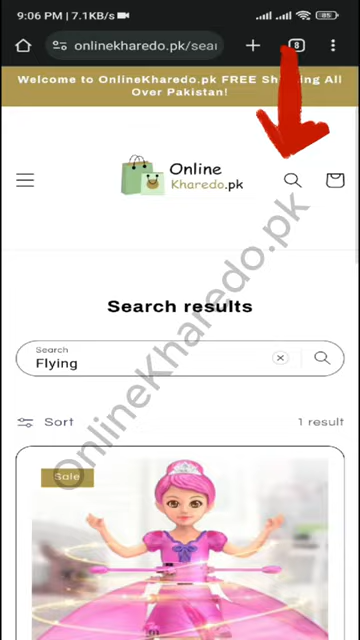 9:06 PM | 7.1KB/s
85
onlinekharedo.pk/sear
8
Welcome to OnlineKharedo.pk FREE Shipping All
Over Pakistan!
Online
Kharedo.pk
Search results
Search
Flying
Sort
1 result
Sale
OnlineKharedo.pk